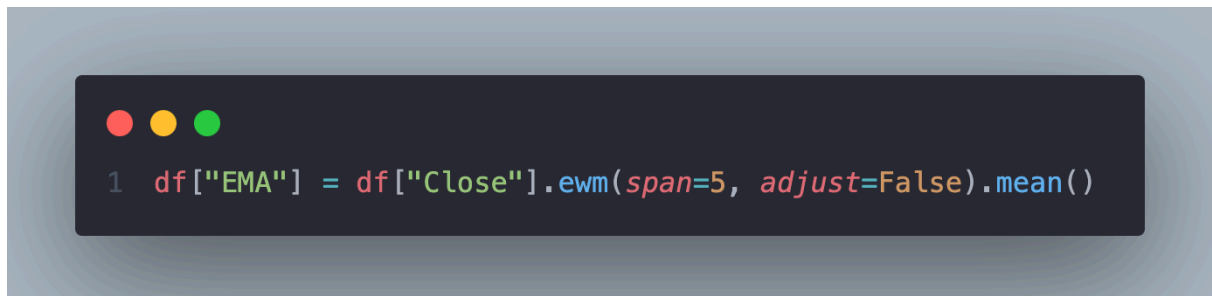 1 df["EMA"] = df["Close"].ewm(span=5, adjust=False).mean()